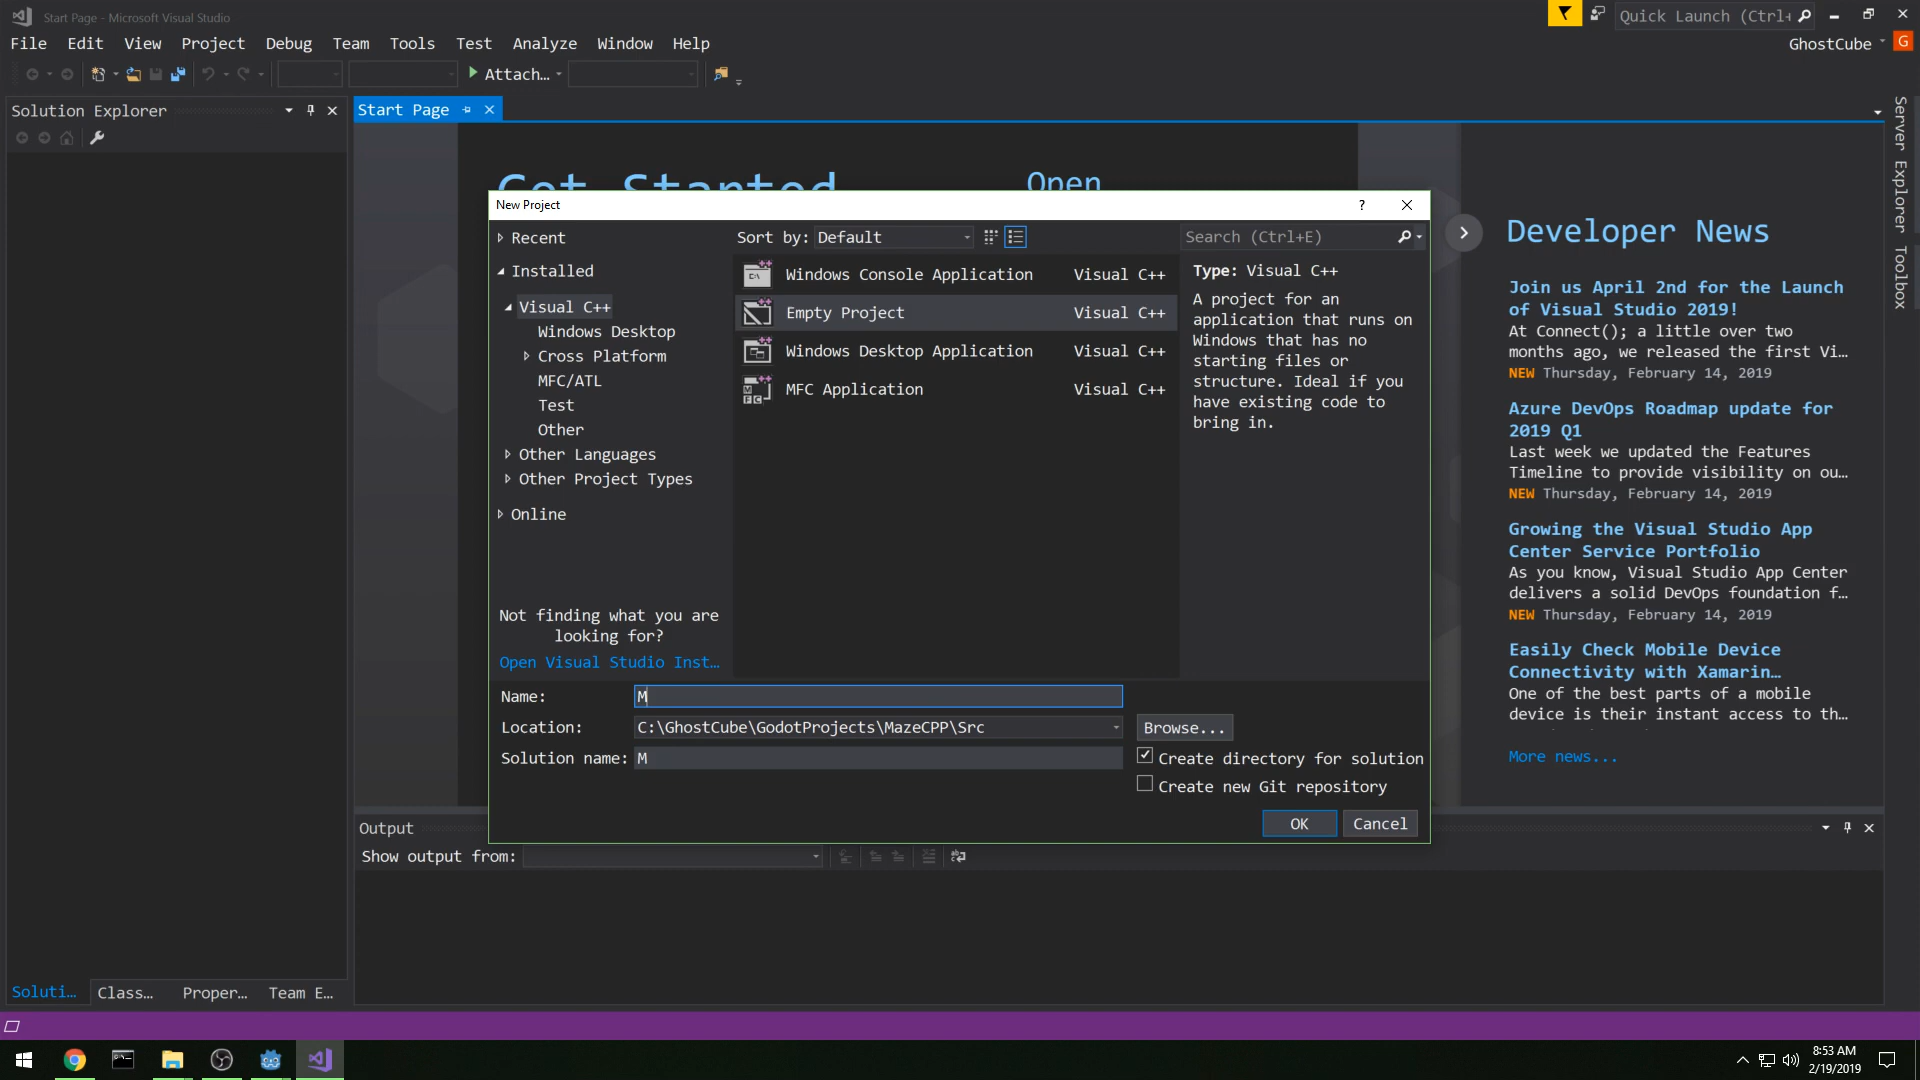 Start Page - Microsoft Visual Studio
Quick Launch (Ctrl+
File Edit View Project Debug Team Tools Test Analyze Window Help
GhostCube G
Attach...
Solution Explorer
Start Page
Server Explorer
Toolbox
Get Started
Open
New Project
?
Recent
Installed
Visual C++
Windows Desktop
Cross Platform
MFC/ATL
Test
Other
Other Languages
Other Project Types
Online
Not finding what you are
looking for?
Open Visual Studio Inst...
Sort by: Default
Search (Ctrl+E)
Windows Console Application Visual C++
Empty Project Visual C++
Windows Desktop Application Visual C++
MFC Application Visual C++
Type: Visual C++
A project for an
application that runs on
Windows that has no
starting files or
structure. Ideal if you
have existing code to
bring in.
Name: M
Location: C:\GhostCube\GodotProjects\MazeCPP\Src
Browse...
Solution name: M
Create directory for solution
Create new Git repository
OK Cancel
Developer News
Join us April 2nd for the Launch
of Visual Studio 2019!
At Connect(); a little over two
months ago, we released the first Vi...
NEW Thursday, February 14, 2019
Azure DevOps Roadmap update for
2019 Q1
Last week we updated the Features
Timeline to provide visibility on ou...
NEW Thursday, February 14, 2019
Growing the Visual Studio App
Center Service Portfolio
As you know, Visual Studio App Center
delivers a solid DevOps foundation f...
NEW Thursday, February 14, 2019
Easily Check Mobile Device
Connectivity with Xamarin...
One of the best parts of a mobile
device is their instant access to th...
More news...
Output
Show output from:
Soluti... Class... Proper... Team E...
8:53 AM
2/19/2019